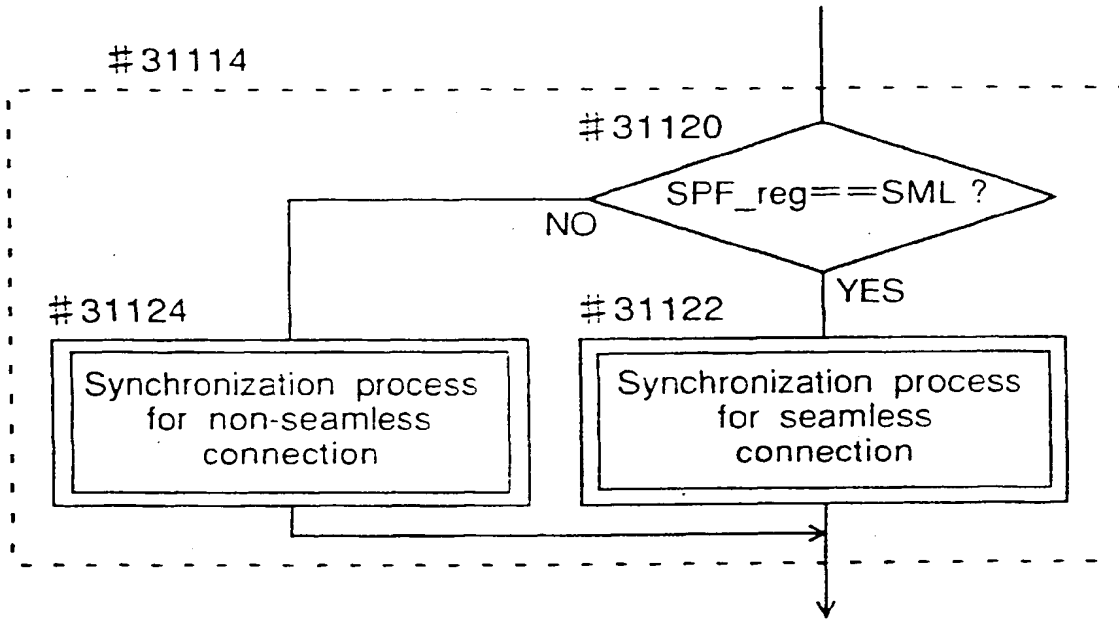 #31114
#31120
SPF_reg==SML ?
NO
YES
#31124
#31122
Synchronization process
for non-seamless
connection
Synchronization process
for seamless
connection